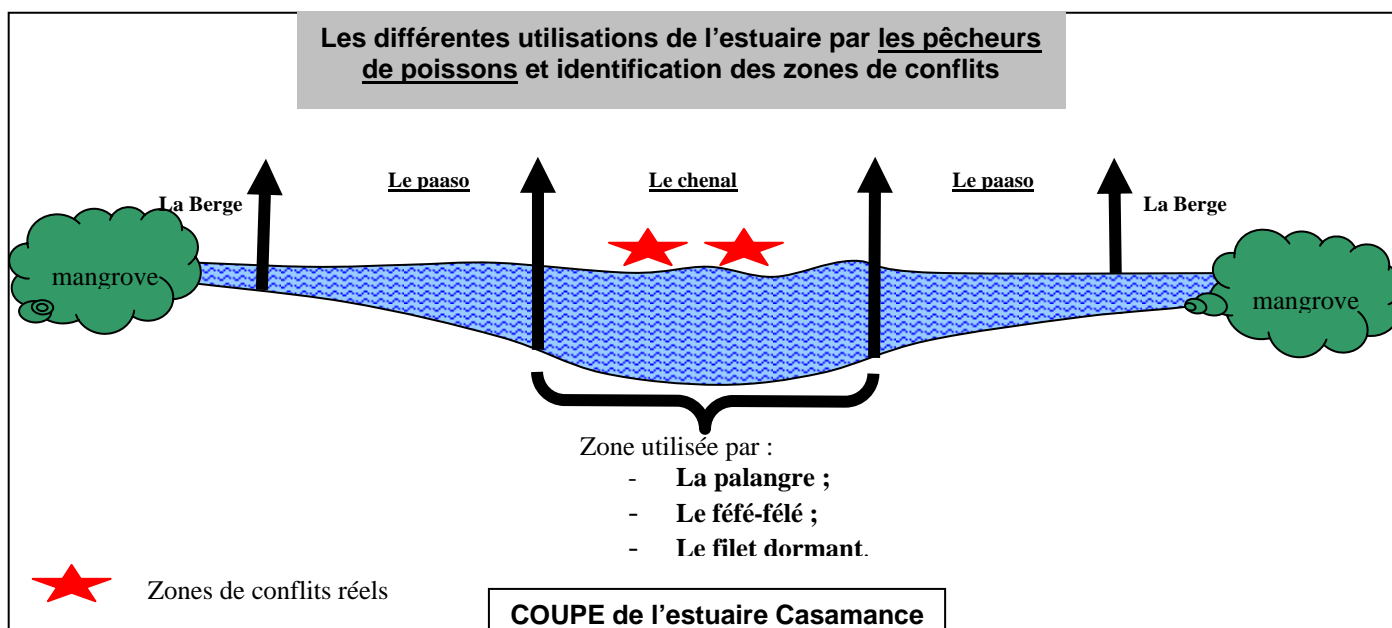 Les différentes utilisations de l’estuaire par les pêcheurs
de poissons et identification des zones de conflits
La Berge
Le paaso
Le chenal
Le paaso
La Berge
mangrove
mangrove
Zone utilisée par :
- La palangre ;
- Le féfé-félé ;
- Le filet dormant.
Zones de conflits réels
COUPE de l’estuaire Casamance